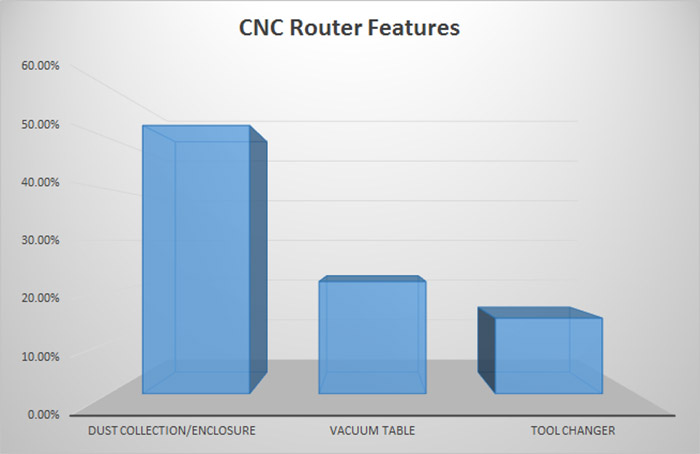 CNC Router Features
60.00%
50.00%
40.00%
30.00%
20.00%
10.00%
0.00%
DUST COLLECTION/ENCLOSURE
VACUUM TABLE
TOOL CHANGER